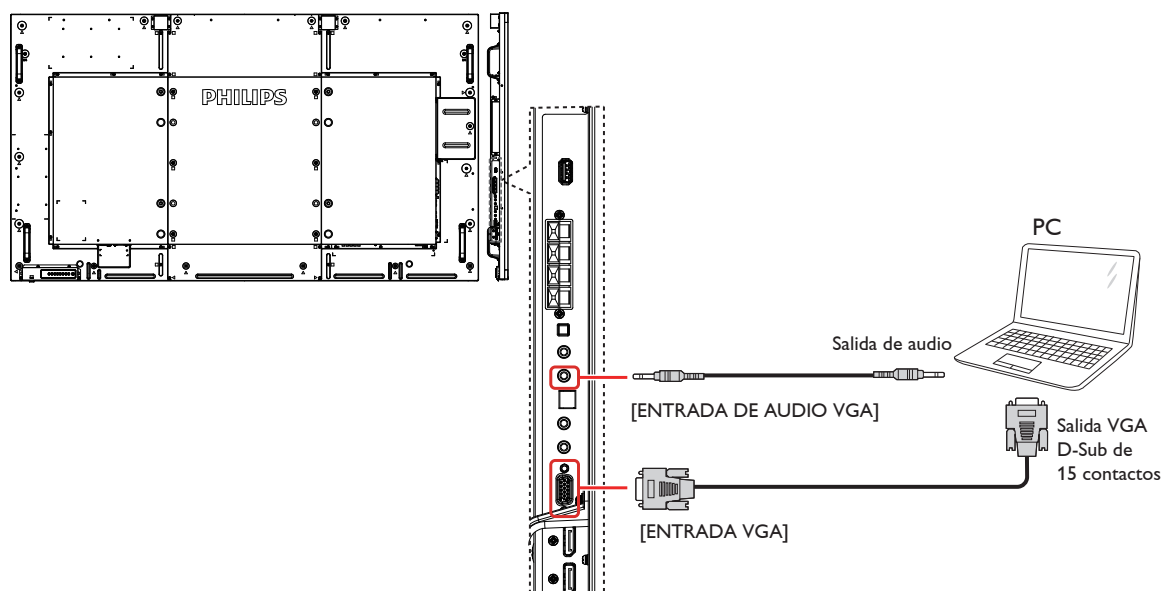 PHILIPS
PC
Salida de audio
[ENTRADA DE AUDIO VGA]
Salida VGA
D-Sub de
15 contactos
[ENTRADA VGA]